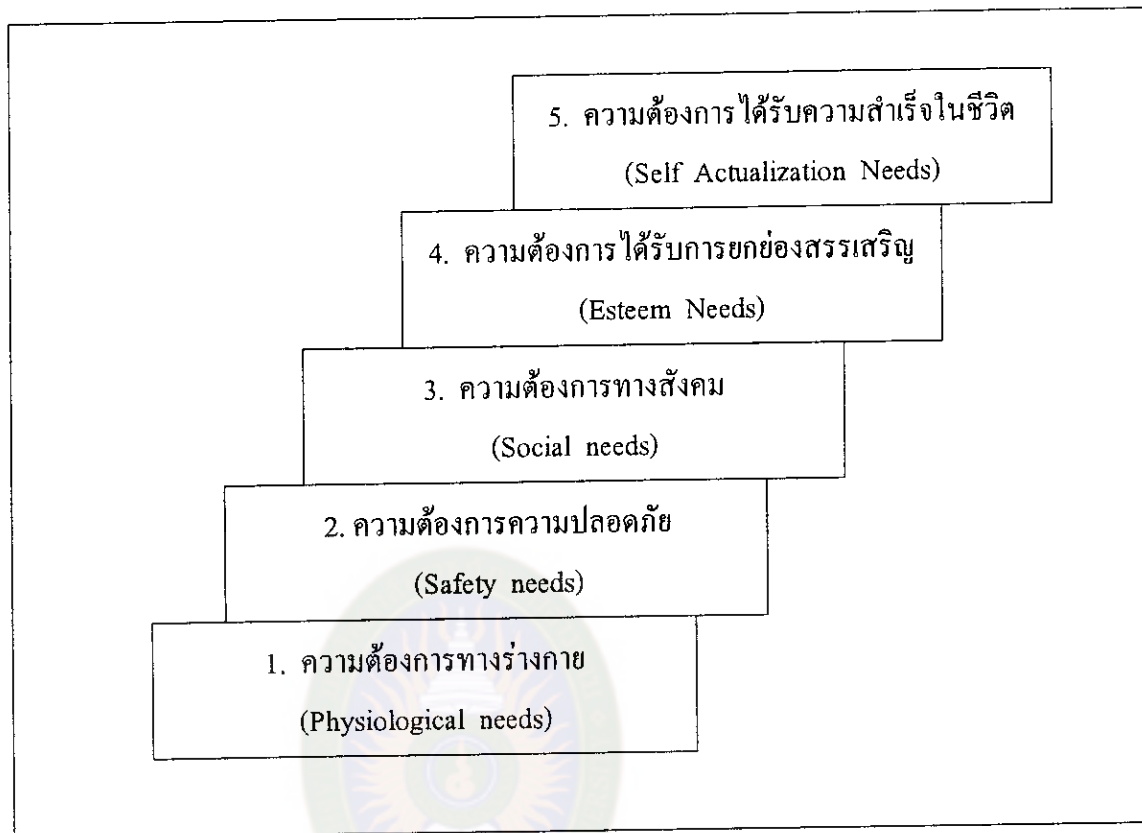 5. ความต้องการได้รับความสำเร็จในชีวิต
(Self Actualization Needs)
4. ความต้องการได้รับการยกย่องสรรเสริญ
(Esteem Needs)
3. ความต้องการทางสังคม
(Social needs)
2. ความต้องการความปลอดภัย
(Safety needs)
1. ความต้องการทางร่างกาย
(Physiological needs)